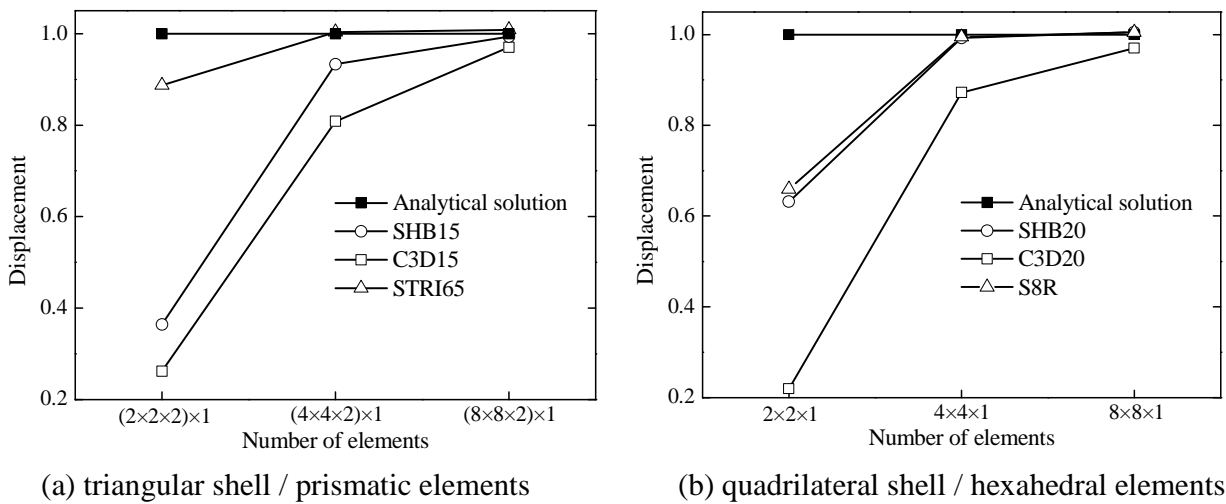 1.0
0.8
0.6
0.4
0.2
Displacement
Analytical solution
SHB15
C3D15
STRI65
(2×2×2)×1
(4×4×2)×1
(8×8×2)×1
Number of elements
(a) triangular shell / prismatic elements
1.0
0.8
0.6
0.4
0.2
Displacement
Analytical solution
SHB20
C3D20
S8R
2×2×1
4×4×1
8×8×1
Number of elements
(b) quadrilateral shell / hexahedral elements